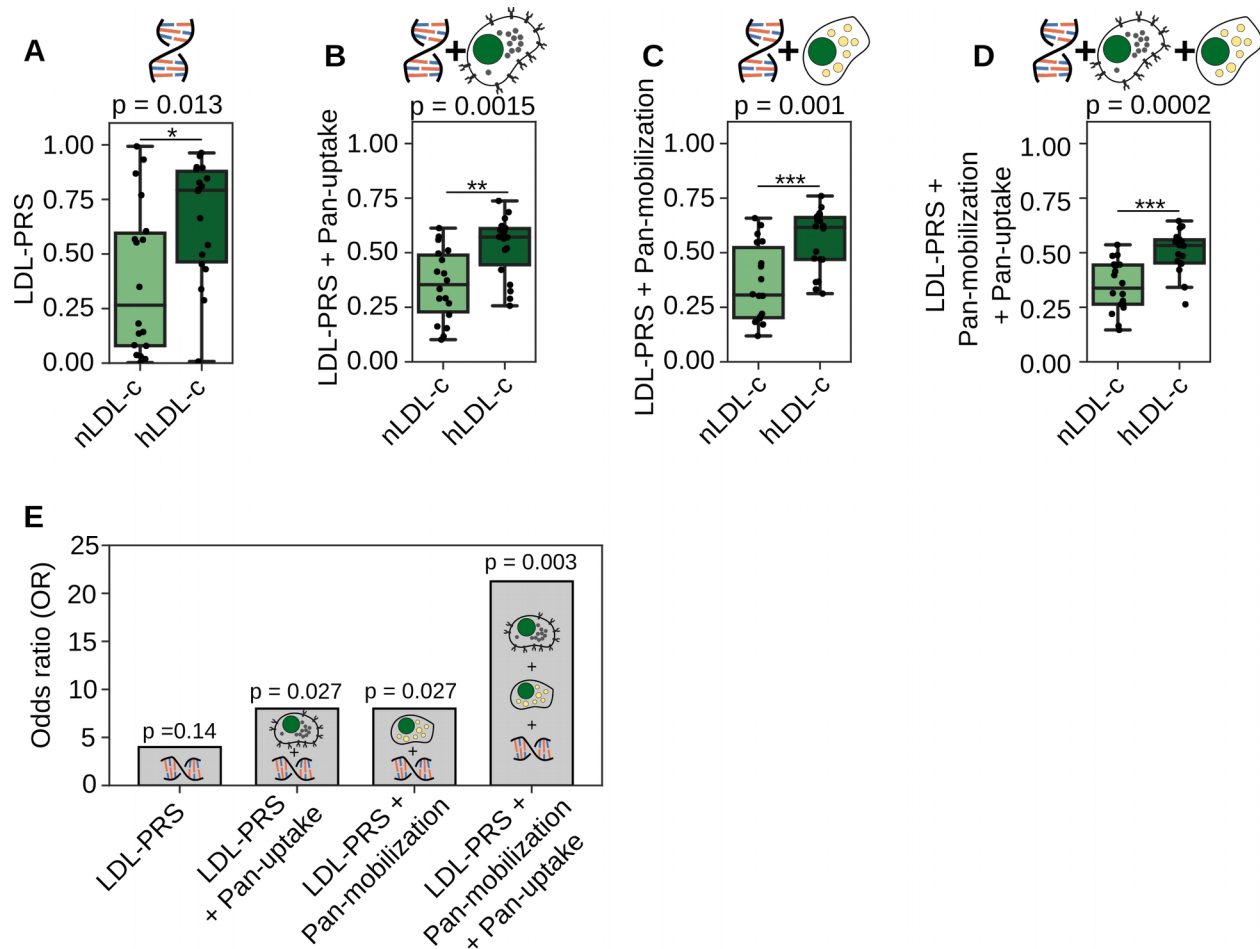 A
p = 0.013
*
LDL-PRS
1.00
0.75
0.50
0.25
0.00
nLDL-c
hLDL-c
B
+
p = 0.0015
**
LDL-PRS + Pan-uptake
1.00
0.75
0.50
0.25
0.00
nLDL-c
hLDL-c
C
+
p = 0.001
***
LDL-PRS + Pan-mobilization
1.00
0.75
0.50
0.25
0.00
nLDL-c
hLDL-c
D
+
+
p = 0.0002
***
LDL-PRS +
Pan-mobilization
+ Pan-uptake
1.00
0.75
0.50
0.25
0.00
nLDL-c
hLDL-c
E
Odds ratio (OR)
25
20
15
10
5
0
p =0.14
p = 0.027
+
p = 0.027
+
p = 0.003
+
+
LDL-PRS
LDL-PRS
+ Pan-uptake
LDL-PRS +
Pan-mobilization
LDL-PRS +
Pan-mobilization
+ Pan-uptake